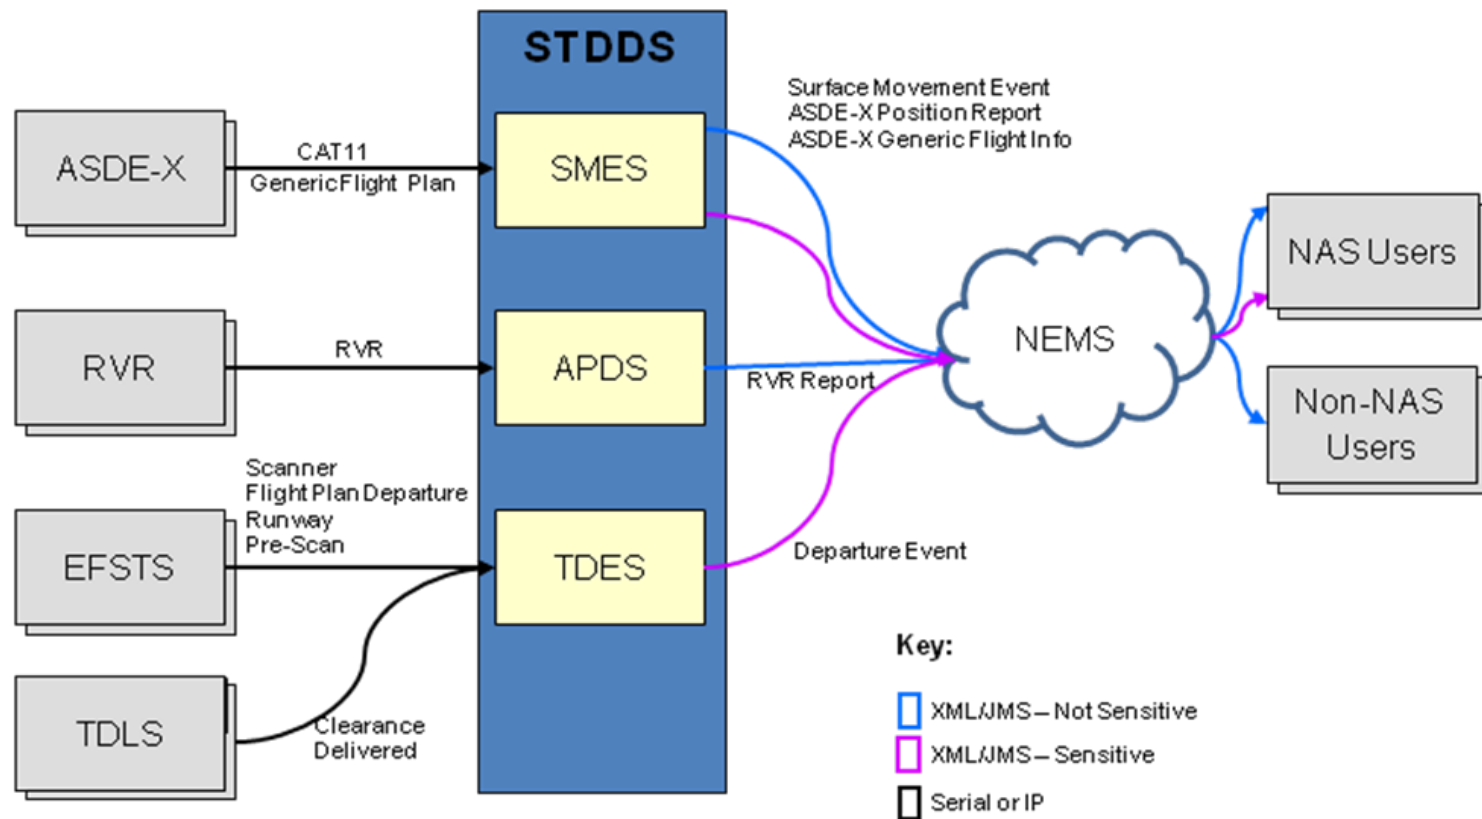 STDDS
Surface Movement Event
ASDE-X Position Report
ASDE-X Generic Flight Info
ASDE-X
CAT11
Generic Flight Plan
SMES
NAS Users
RVR
RVR
APDS
RVR Report
NEMS
Non-NAS
Users
Scanner
Flight Plan Departure
Runway
Pre-Scan
EFSTS
TDES
Departure Event
TDLS
Clearance
Delivered
Key:
XML/JMS – Not Sensitive
XML/JMS – Sensitive
Serial or IP